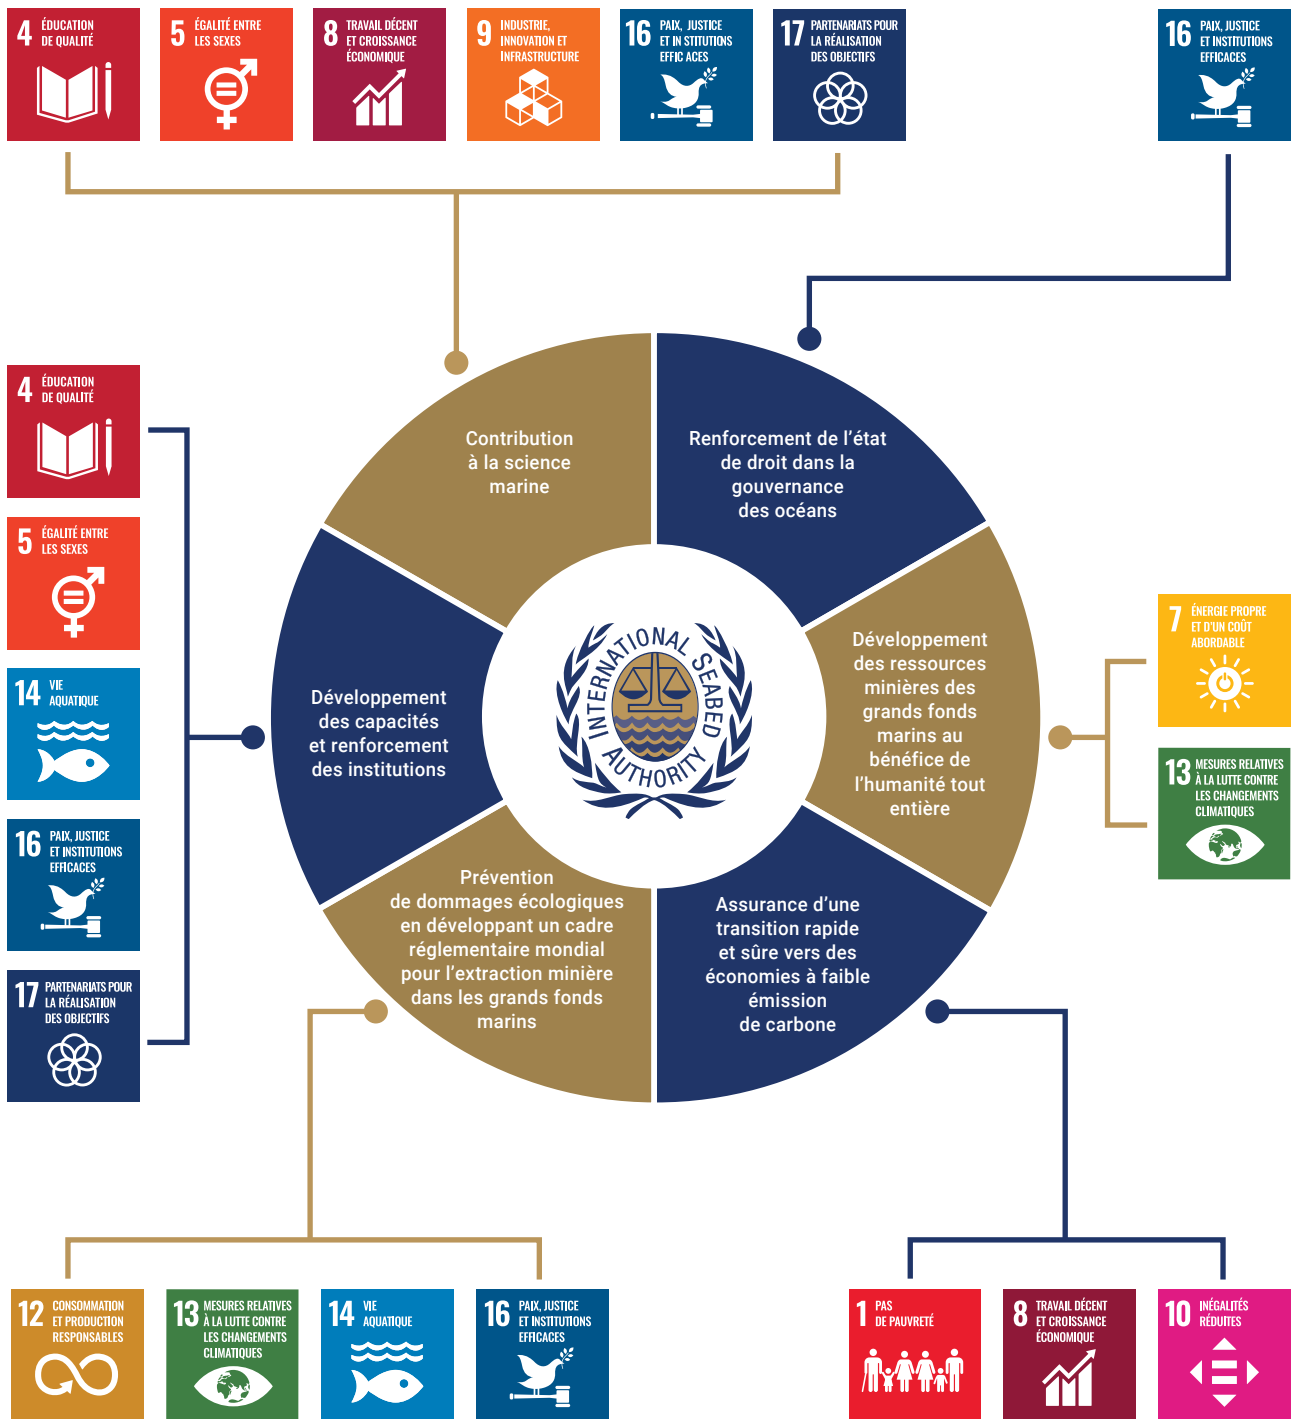 4 ÉDUCATION
DE QUALITÉ
5 ÉGALITÉ ENTRE
LES SEXES
8 TRAVAIL DÉCENT
ET CROISSANCE
ÉCONOMIQUE
9 INDUSTRIE,
INNOVATION ET
INFRASTRUCTURE
16 PAIX, JUSTICE
ET IN STITUTIONS
EFFIC ACES
17 PARTENARIATS POUR
LA RÉALISATION
DES OBJECTIFS
16 PAIX, JUSTICE
ET INSTITUTIONS
EFFICACES
4 ÉDUCATION
DE QUALITÉ
5 ÉGALITÉ ENTRE
LES SEXES
14 VIE
AQUATIQUE
16 PAIX, JUSTICE
ET INSTITUTIONS
EFFICACES
17 PARTENARIATS POUR
LA RÉALISATION
DES OBJECTIFS
Contribution
à la science
marine
Renforcement de l’état
de droit dans la
gouvernance
des océans
Développement
des capacités
et renforcement
des institutions
INTERNATIONAL SEABED
AUTHORITY
Développement
des ressources
minières des
grands fonds
marins au
bénéfice de
l’humanité tout
entière
Prévention
de dommages écologiques
en développant un cadre
réglementaire mondial
pour l’extraction minière
dans les grands fonds
marins
Assurance d’une
transition rapide
et sûre vers des
économies à faible
émission
de carbone
7 ÉNERGIE PROPRE
ET D'UN COÛT
ABORDABLE
13 MESURES RELATIVES
À LA LUTTE CONTRE
LES CHANGEMENTS
CLIMATIQUES
12 CONSOMMATION
ET PRODUCTION
RESPONSABLES
13 MESURES RELATIVES
À LA LUTTE CONTRE
LES CHANGEMENTS
CLIMATIQUES
14 VIE
AQUATIQUE
16 PAIX, JUSTICE
ET INSTITUTIONS
EFFICACES
1 PAS
DE PAUVRETÉ
8 TRAVAIL DÉCENT
ET CROISSANCE
ÉCONOMIQUE
10 INÉGALITÉS
RÉDUITES